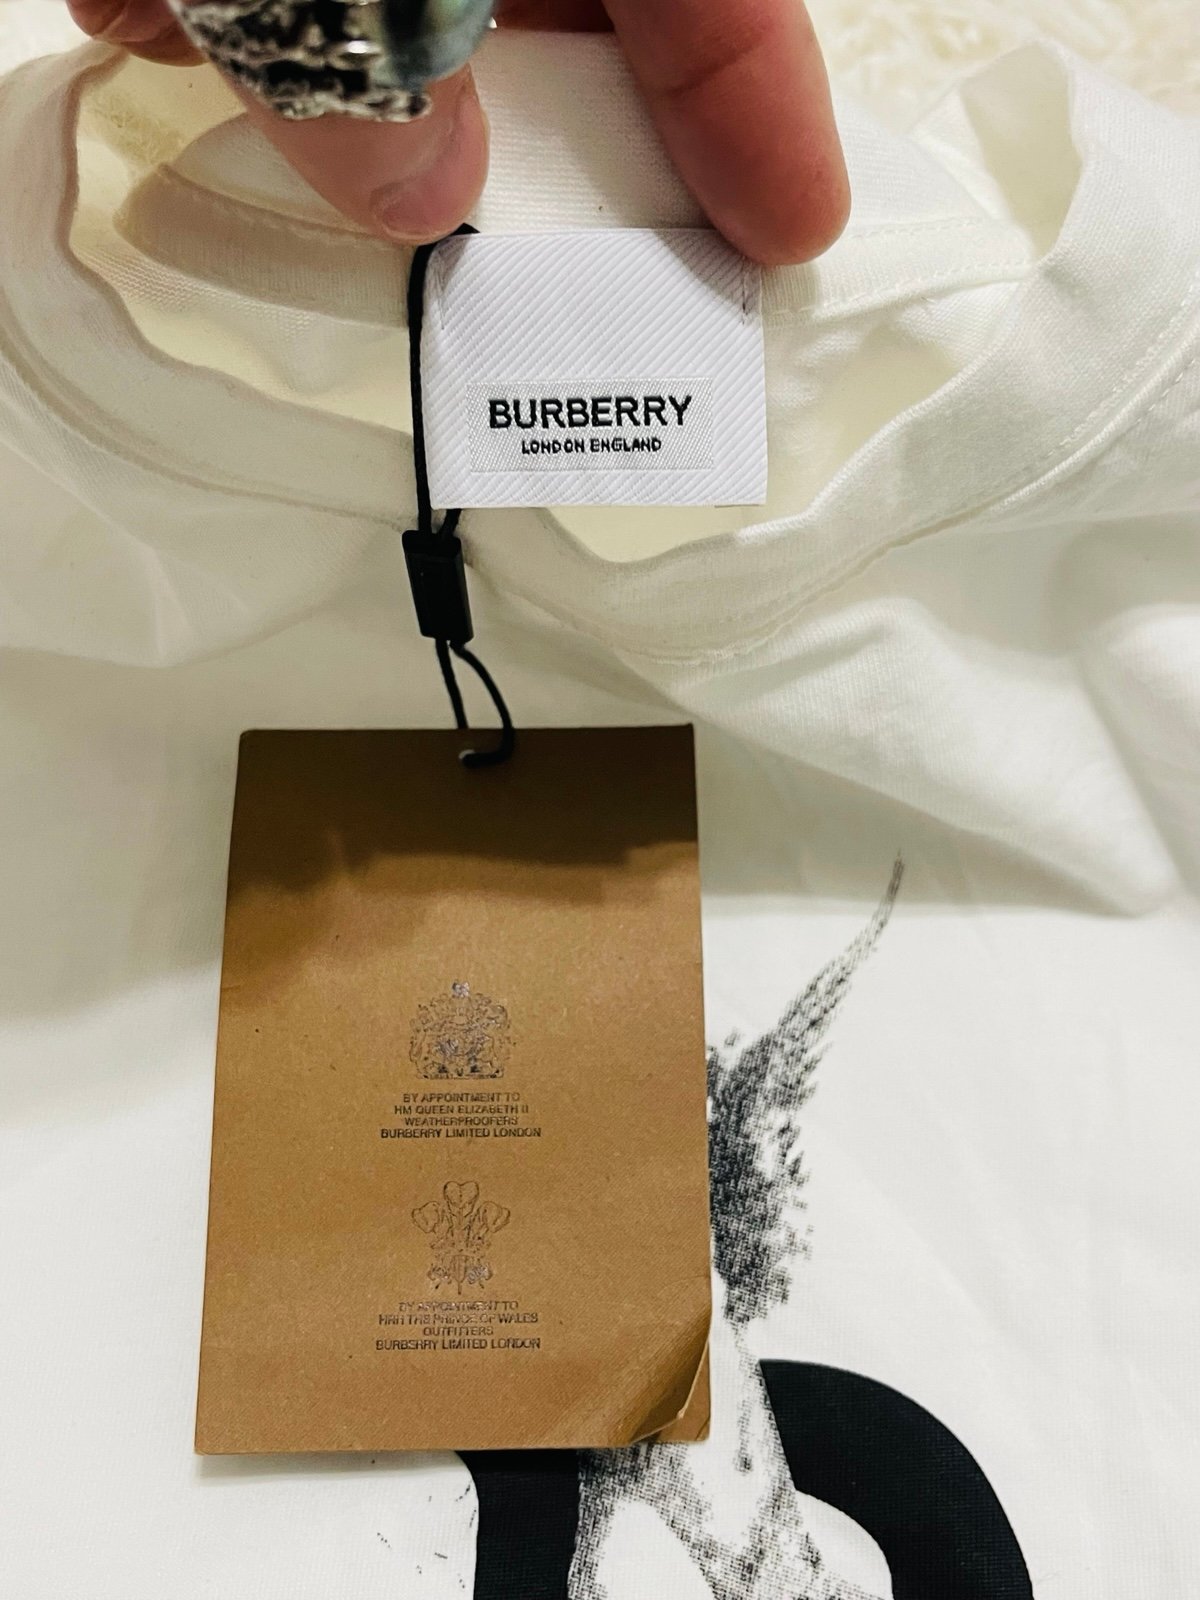 BURBERRY
LONDON ENGLAND
BY APPOINTMENT TO
HM QUEEN ELIZABETH II
WEATHERPROOFERS
BURBERRY LIMITED LONDON
BY APPOINTMENT TO
HRH THE PRINCE OF WALES
OUTFITTERS
BURBERRY LIMITED LONDON